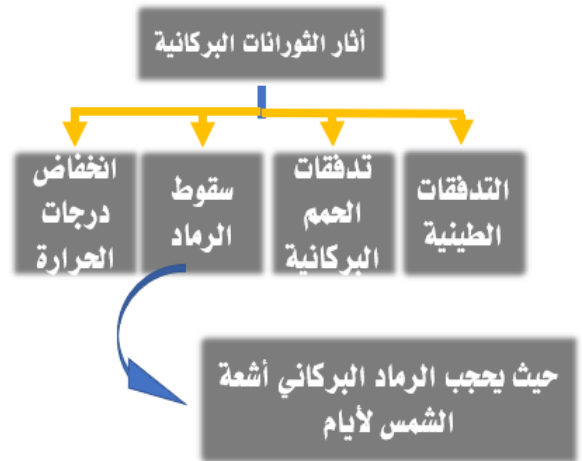 أثار الثورانات البركانية
التدفقات
الطينية
تدفقات
الحمم
البركانية
سقوط
الرماد
انخفاض
درجات
الحرارة
حيث يحجب الرماد البركاني أشعة
الشمس لأيام